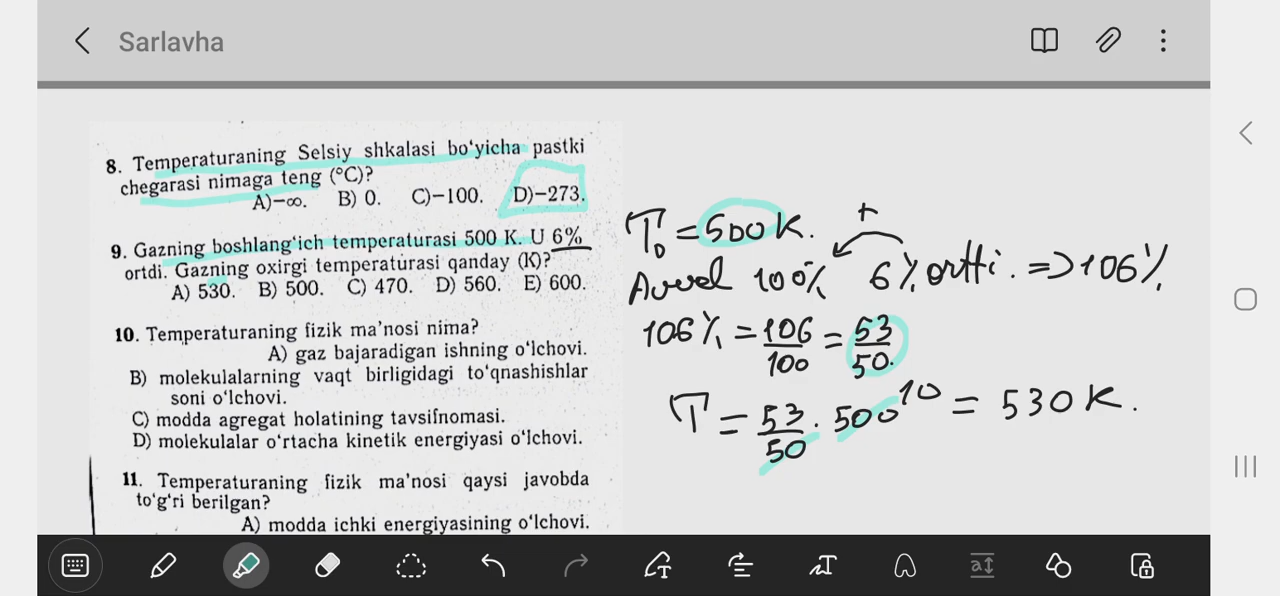 Sarlavha
8. Temperaturaning Selsiy shkalasi bo‘yicha pastki
chegarasi nimaga teng (°C)?
A)−∞. B) 0. C)−100. D)−273.
9. Gazning boshlang‘ich temperaturasi 500 K. U 6%
ortdi. Gazning oxirgi temperaturasi qanday (K)?
A) 530. B) 500. C) 470. D) 560. E) 600.
10. Temperaturaning fizik ma’nosi nima?
A) gaz bajaradigan ishning o‘lchovi.
B) molekulalarning vaqt birligidagi to‘qnashishlar
soni o‘lchovi.
C) modda agregat holatining tavsifnomasi.
D) molekulalar o‘rtacha kinetik energiyasi o‘lchovi.
11. Temperaturaning fizik ma’nosi qaysi javobda
to‘g‘ri berilgan?
A) modda ichki energiyasining o‘lchovi.
T₀ = 500 K. +
Avvel 100% 6% ortti. => 106%
106% = 106/100 = 53/50.
T = 53/50 · 500 10 = 530 K.